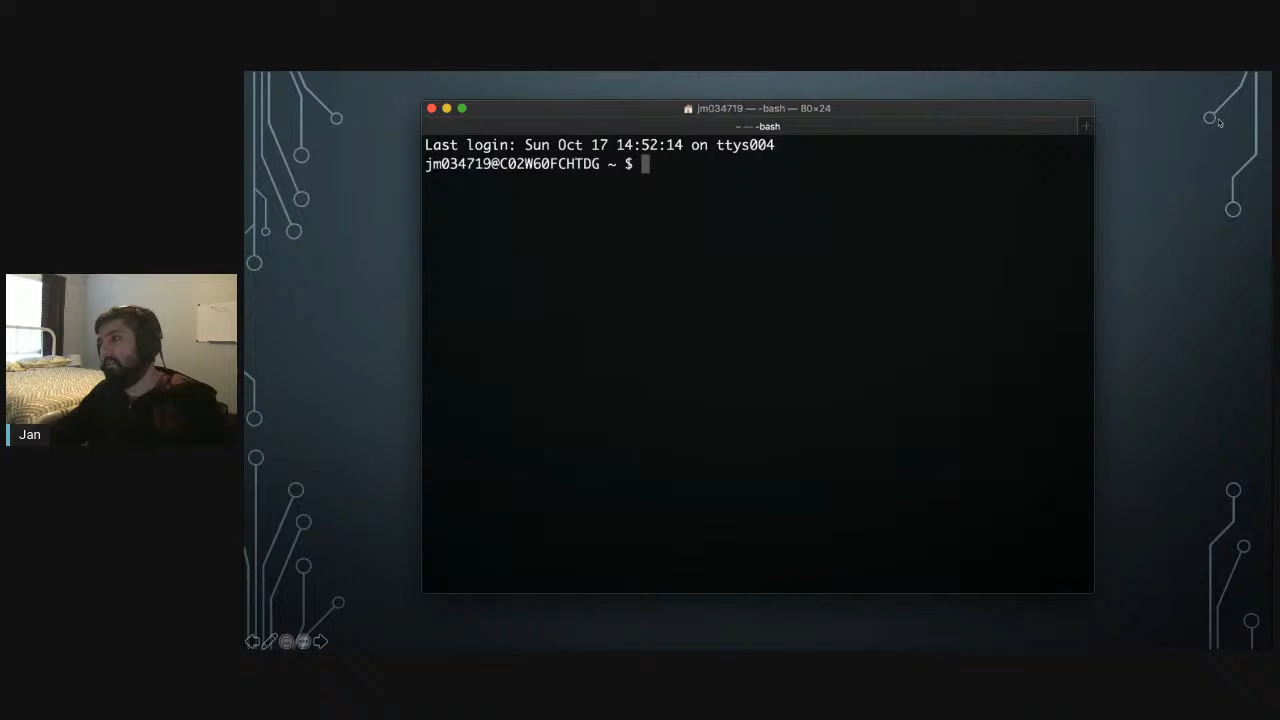 jm034719 — -bash — 80×24
~ — -bash
Last login: Sun Oct 17 14:52:14 on ttys004
jm034719@C02W60FCHTDG ~ $
Jan